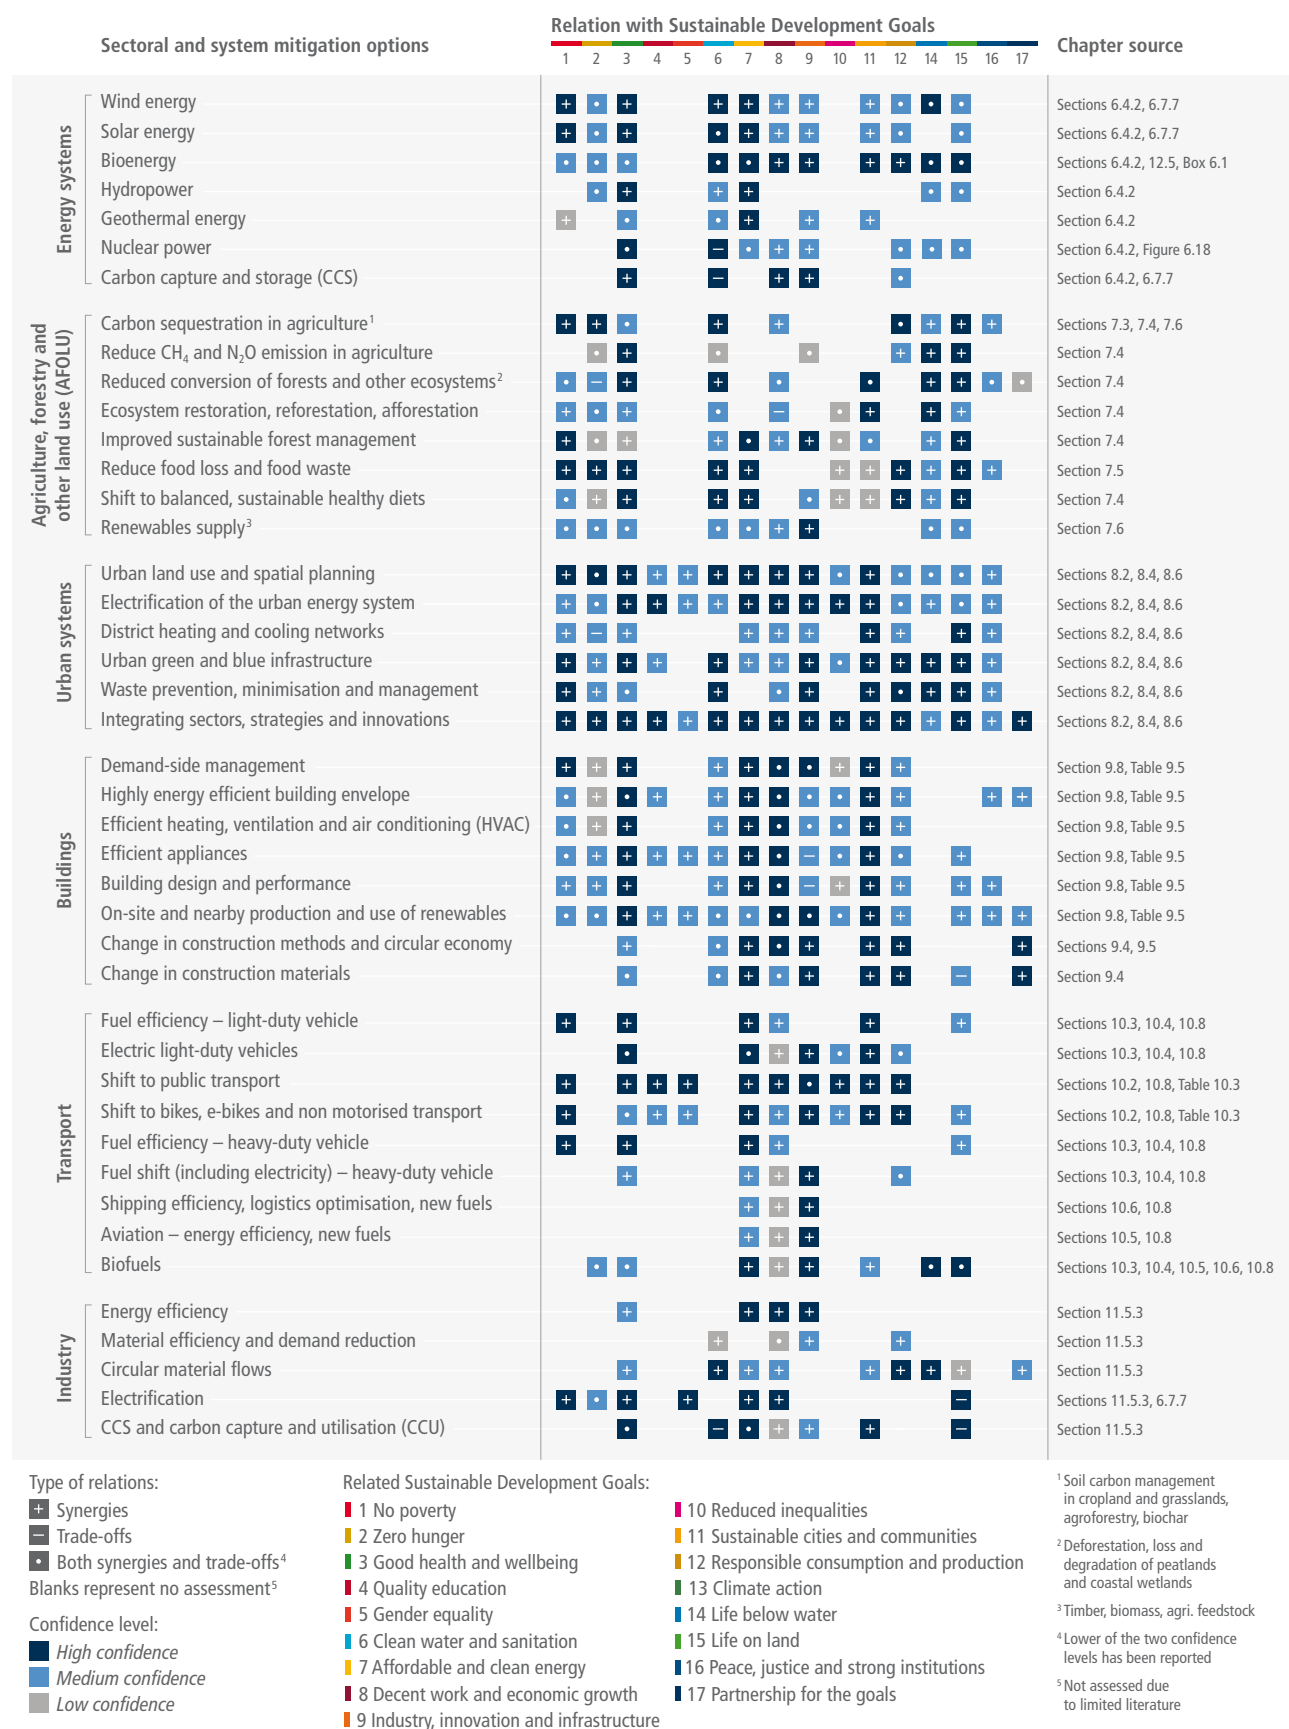 Relation with Sustainable Development Goals
Sectoral and system mitigation options
Chapter source
1 2 3 4 5 6 7 8 9 10 11 12 14 15 16 17
Energy systems
Wind energy + • + + + + + + • • • Sections 6.4.2, 6.7.7
Solar energy + • + • + + + + • • Sections 6.4.2, 6.7.7
Bioenergy • • • • • + + + + • • Sections 6.4.2, 12.5, Box 6.1
Hydropower • + + + • • Section 6.4.2
Geothermal energy + • • + + + Section 6.4.2
Nuclear power • – • + + • • • Section 6.4.2, Figure 6.18
Carbon capture and storage (CCS) + – + + • Section 6.4.2, 6.7.7
Agriculture, forestry and
other land use (AFOLU)
Carbon sequestration in agriculture¹ + + • + + • + + + Sections 7.3, 7.4, 7.6
Reduce CH₄ and N₂O emission in agriculture • + • • + + + Section 7.4
Reduced conversion of forests and other ecosystems² • – + + • • + + • • Section 7.4
Ecosystem restoration, reforestation, afforestation + • + • – • + + + Section 7.4
Improved sustainable forest management + • + + • + + • • + + Section 7.4
Reduce food loss and food waste + + + + + + + + + + + Section 7.5
Shift to balanced, sustainable healthy diets • + + + + • + + + + + Section 7.4
Renewables supply³ • • • • • + + • • Section 7.6
Urban systems
Urban land use and spatial planning + • + + + + + + + • + • • • + Sections 8.2, 8.4, 8.6
Electrification of the urban energy system + • + + + + + + + + + • + • + Sections 8.2, 8.4, 8.6
District heating and cooling networks + – + + + + + + + + Sections 8.2, 8.4, 8.6
Urban green and blue infrastructure + + + + + + + + • + + + + + Sections 8.2, 8.4, 8.6
Waste prevention, minimisation and management + + • + • + + • + + + Sections 8.2, 8.4, 8.6
Integrating sectors, strategies and innovations + + + + + + + + + + + + + + + + Sections 8.2, 8.4, 8.6
Buildings
Demand-side management + + + + + • • + + + Section 9.8, Table 9.5
Highly energy efficient building envelope • + • + + + • • • + + + + Section 9.8, Table 9.5
Efficient heating, ventilation and air conditioning (HVAC) • + + + + • • • + + Section 9.8, Table 9.5
Efficient appliances • + + + + + + • – • + • + Section 9.8, Table 9.5
Building design and performance + + + + + • – + + + + + Section 9.8, Table 9.5
On-site and nearby production and use of renewables • • + + + • • • • • + + + + + Section 9.8, Table 9.5
Change in construction methods and circular economy + • + • + + + + Sections 9.4, 9.5
Change in construction materials • • + • + + + – + Section 9.4
Transport
Fuel efficiency – light-duty vehicle + + + + + + Sections 10.3, 10.4, 10.8
Electric light-duty vehicles • • + + • + • Sections 10.3, 10.4, 10.8
Shift to public transport + + + + + + • + + + Sections 10.2, 10.8, Table 10.3
Shift to bikes, e-bikes and non motorised transport + • + + + + + + + + + Sections 10.2, 10.8, Table 10.3
Fuel efficiency – heavy-duty vehicle + + + + + Sections 10.3, 10.4, 10.8
Fuel shift (including electricity) – heavy-duty vehicle + + + + • Sections 10.3, 10.4, 10.8
Shipping efficiency, logistics optimisation, new fuels + + + Sections 10.6, 10.8
Aviation – energy efficiency, new fuels + + + Sections 10.5, 10.8
Biofuels • • + + + + • • Sections 10.3, 10.4, 10.5, 10.6, 10.8
Industry
Energy efficiency + + + + Section 11.5.3
Material efficiency and demand reduction + • + + Section 11.5.3
Circular material flows + + + + + + + + + Section 11.5.3
Electrification + • + + + + – Sections 11.5.3, 6.7.7
CCS and carbon capture and utilisation (CCU) • – • + + + – Section 11.5.3
Type of relations:
+ Synergies
– Trade-offs
• Both synergies and trade-offs⁴
Blanks represent no assessment⁵
Confidence level:
High confidence
Medium confidence
Low confidence
Related Sustainable Development Goals:
1 No poverty
2 Zero hunger
3 Good health and wellbeing
4 Quality education
5 Gender equality
6 Clean water and sanitation
7 Affordable and clean energy
8 Decent work and economic growth
9 Industry, innovation and infrastructure
10 Reduced inequalities
11 Sustainable cities and communities
12 Responsible consumption and production
13 Climate action
14 Life below water
15 Life on land
16 Peace, justice and strong institutions
17 Partnership for the goals
¹ Soil carbon management
in cropland and grasslands,
agroforestry, biochar
² Deforestation, loss and
degradation of peatlands
and coastal wetlands
³ Timber, biomass, agri. feedstock
⁴ Lower of the two confidence
levels has been reported
⁵ Not assessed due
to limited literature